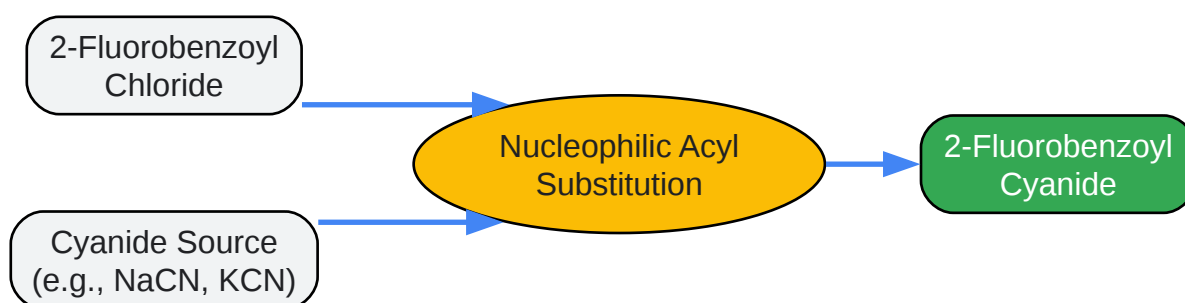 2-Fluorobenzoyl
Chloride
Nucleophilic Acyl
Substitution
2-Fluorobenzoyl
Cyanide
Cyanide Source
(e.g., NaCN, KCN)